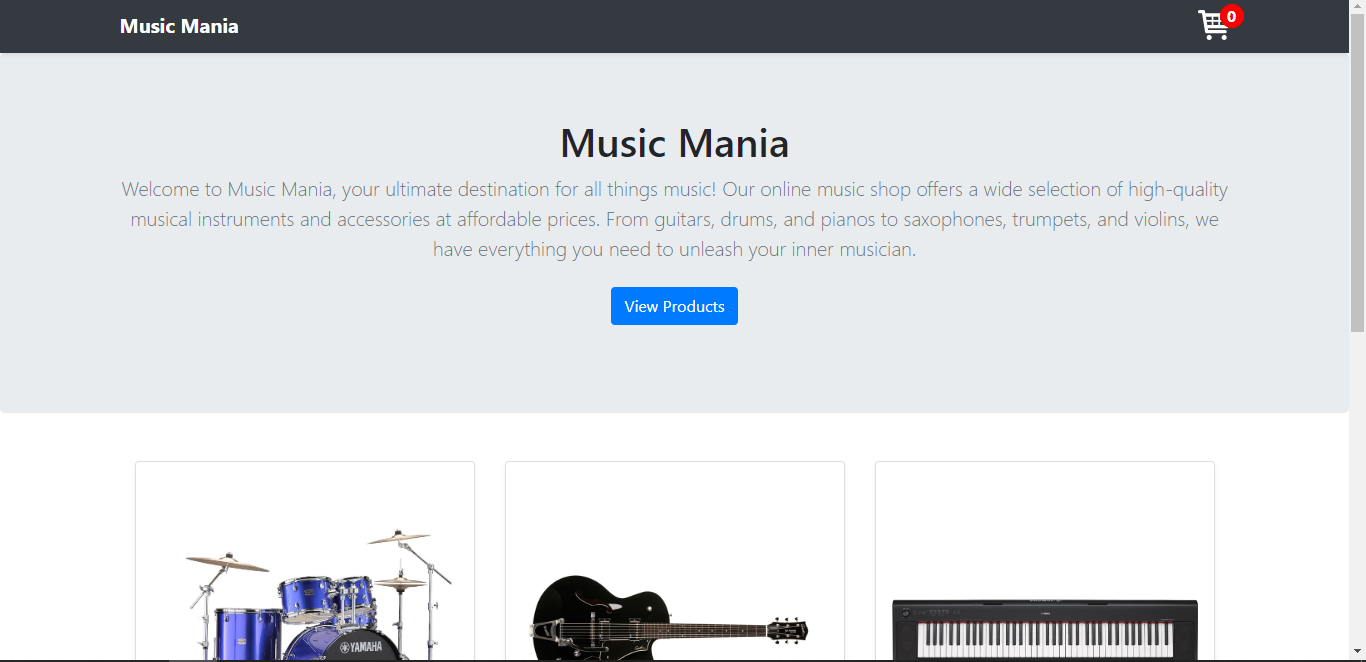 Music Mania
0
Music Mania
Welcome to Music Mania, your ultimate destination for all things music! Our online music shop offers a wide selection of high-quality
musical instruments and accessories at affordable prices. From guitars, drums, and pianos to saxophones, trumpets, and violins, we
have everything you need to unleash your inner musician.
View Products
YAMAHA